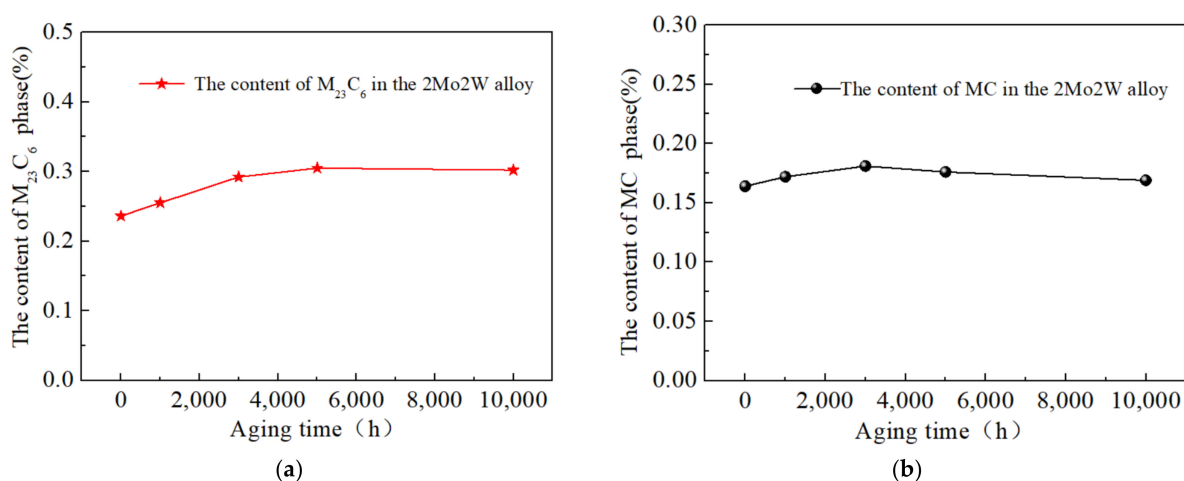 The content of M₂₃C₆ phase(%)
0.5
0.4
0.3
0.2
0.1
0.0
The content of M₂₃C₆ in the 2Mo2W alloy
0 2,000 4,000 6,000 8,000 10,000
Aging time（h）
(a)
The content of MC phase(%)
0.30
0.25
0.20
0.15
0.10
0.05
0.00
The content of MC in the 2Mo2W alloy
0 2,000 4,000 6,000 8,000 10,000
Aging time（h）
(b)